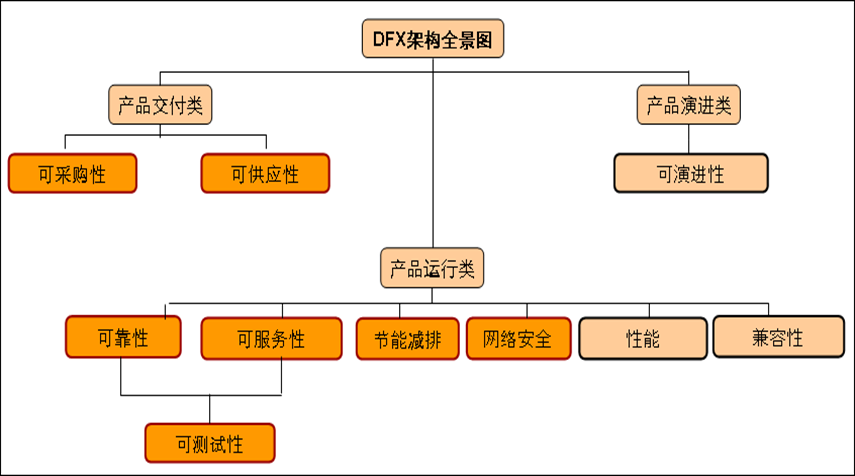 DFX架构全景图
产品交付类
产品演进类
可采购性
可供应性
可演进性
产品运行类
可靠性
可服务性
节能减排
网络安全
性能
兼容性
可测试性